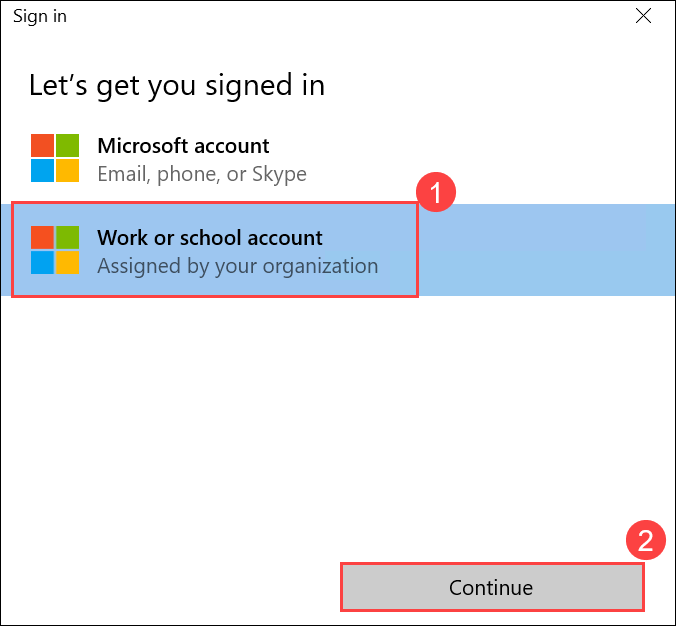 Sign in
Let’s get you signed in
Microsoft account
Email, phone, or Skype
1
Work or school account
Assigned by your organization
2
Continue